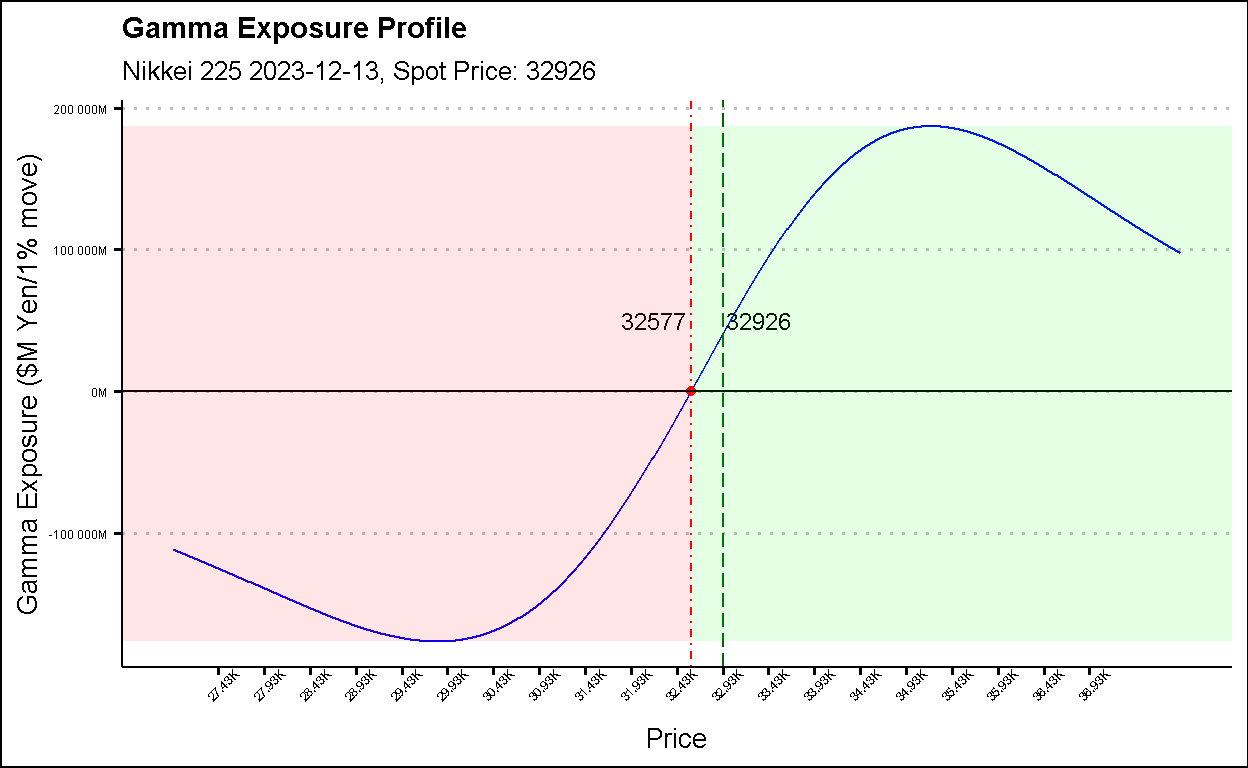 Gamma Exposure Profile
Nikkei 225 2023-12-13, Spot Price: 32926
Gamma Exposure ($M Yen/1% move)
200 000M
100 000M
0M
-100 000M
32577
32926
27.43K
27.93K
28.43K
28.93K
29.43K
29.93K
30.43K
30.93K
31.43K
31.93K
32.43K
32.93K
33.43K
33.93K
34.43K
34.93K
35.43K
35.93K
36.43K
36.93K
Price